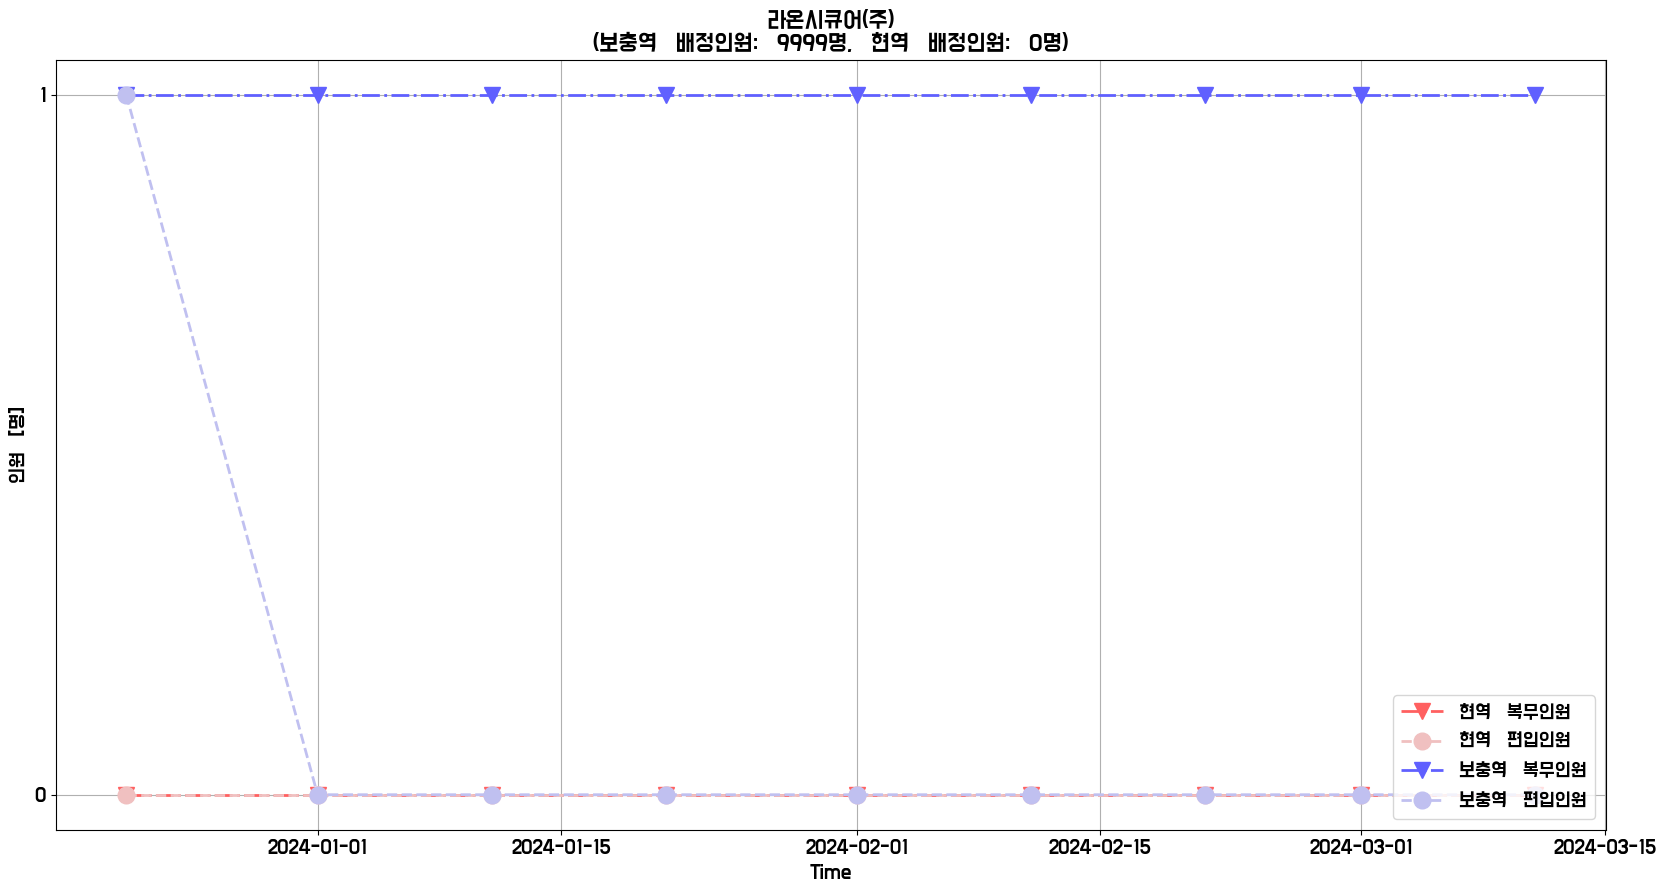 라온시큐어(주)
(보충역 배정인원: 9999명, 현역 배정인원: 0명)
1
0
인원 [명]
현역 복무인원
현역 편입인원
보충역 복무인원
보충역 편입인원
2024-01-01 2024-01-15 2024-02-01 2024-02-15 2024-03-01 2024-03-15
Time